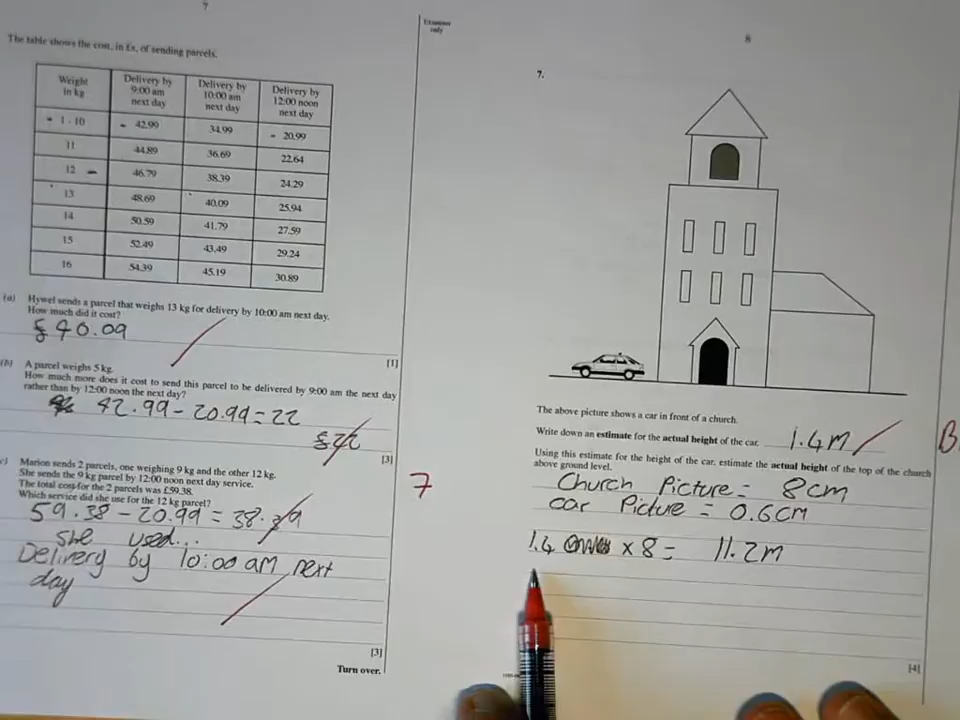 7
Examiner only
The table shows the cost, in £s, of sending parcels.
Weight in kg | Delivery by 9:00 am next day | Delivery by 10:00 am next day | Delivery by 12:00 noon next day
1 - 10 | 42.99 | 34.99 | 20.99
11 | 44.89 | 36.69 | 22.64
12 | 46.79 | 38.39 | 24.29
13 | 48.69 | 40.09 | 25.94
14 | 50.59 | 41.79 | 27.59
15 | 52.49 | 43.49 | 29.24
16 | 54.39 | 45.19 | 30.89
(a) Hywel sends a parcel that weighs 13 kg for delivery by 10:00 am next day.
How much did it cost?
£40.09
[1]
(b) A parcel weighs 5 kg.
How much more does it cost to send this parcel to be delivered by 9:00 am the next day
rather than by 12:00 noon the next day?
42.99 - 20.99 = 22
£22
[3]
Marion sends 2 parcels, one weighing 9 kg and the other 12 kg.
She sends the 9 kg parcel by 12:00 noon next day service.
The total cost for the 2 parcels was £59.38.
Which service did she use for the 12 kg parcel?
59.38 - 20.99 = 38.39
she used...
Delivery by 10:00 am next
day
[3]
Turn over.
7
8
7.
The above picture shows a car in front of a church.
Write down an estimate for the actual height of the car.
1.4M
B
Using this estimate for the height of the car, estimate the actual height of the top of the church
above ground level.
Church Picture = 8cm
car Picture = 0.6cm
1.4 x 8 = 11.2m
[4]